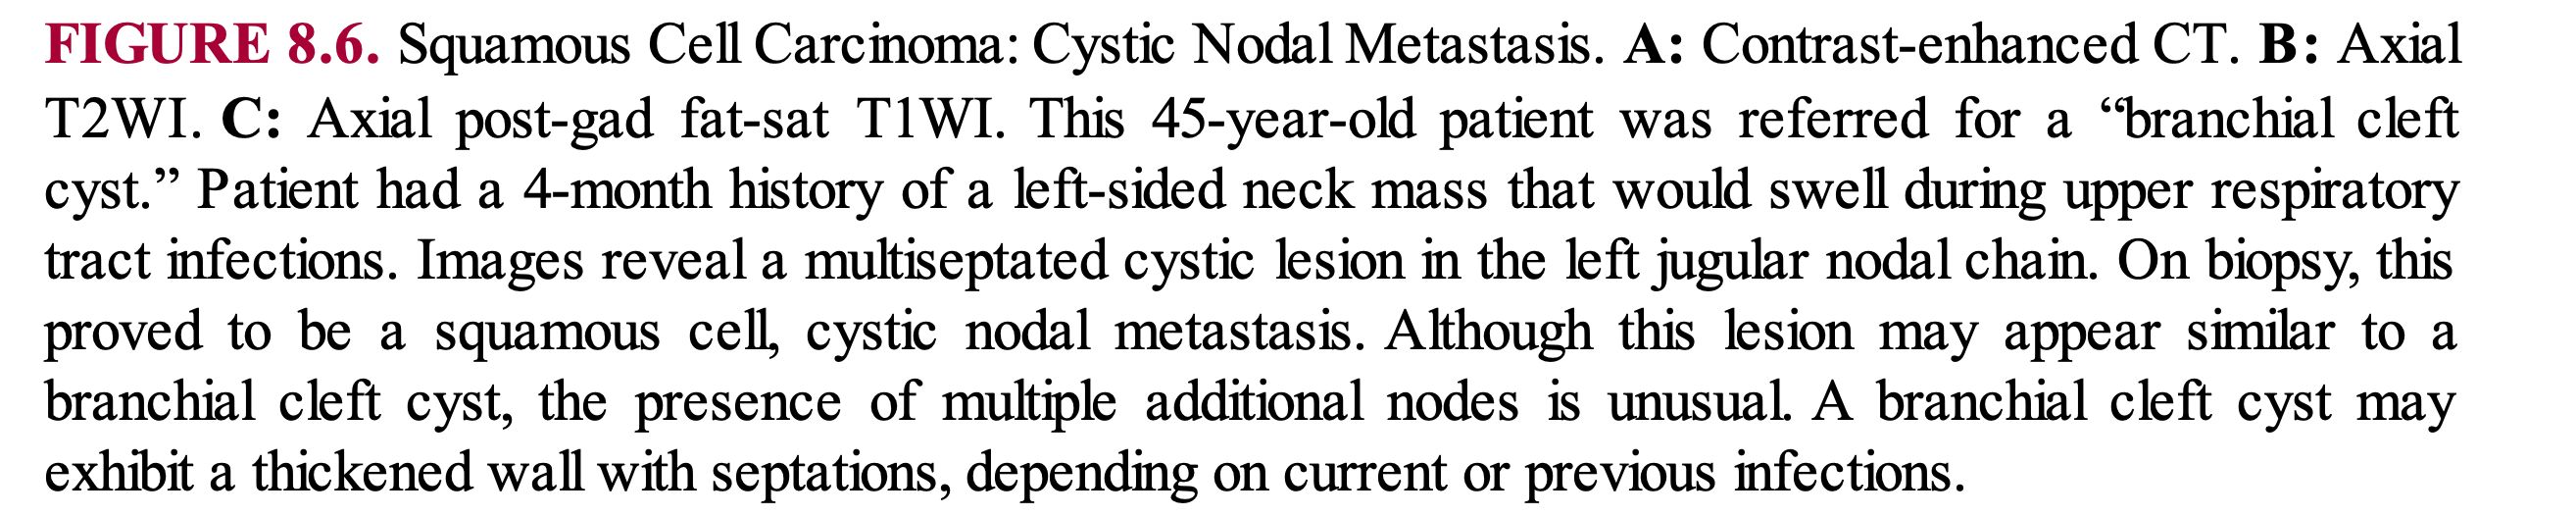 FIGURE 8.6. Squamous Cell Carcinoma: Cystic Nodal Metastasis. A: Contrast-enhanced CT. B: Axial
T2WI. C: Axial post-gad fat-sat T1WI. This 45-year-old patient was referred for a “branchial cleft
cyst.” Patient had a 4-month history of a left-sided neck mass that would swell during upper respiratory
tract infections. Images reveal a multiseptated cystic lesion in the left jugular nodal chain. On biopsy, this
proved to be a squamous cell, cystic nodal metastasis. Although this lesion may appear similar to a
branchial cleft cyst, the presence of multiple additional nodes is unusual. A branchial cleft cyst may
exhibit a thickened wall with septations, depending on current or previous infections.